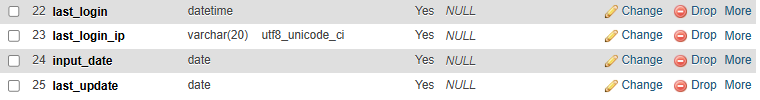 22 last_login datetime Yes NULL Change Drop More
23 last_login_ip varchar(20) utf8_unicode_ci Yes NULL Change Drop More
24 input_date date Yes NULL Change Drop More
25 last_update date Yes NULL Change Drop More